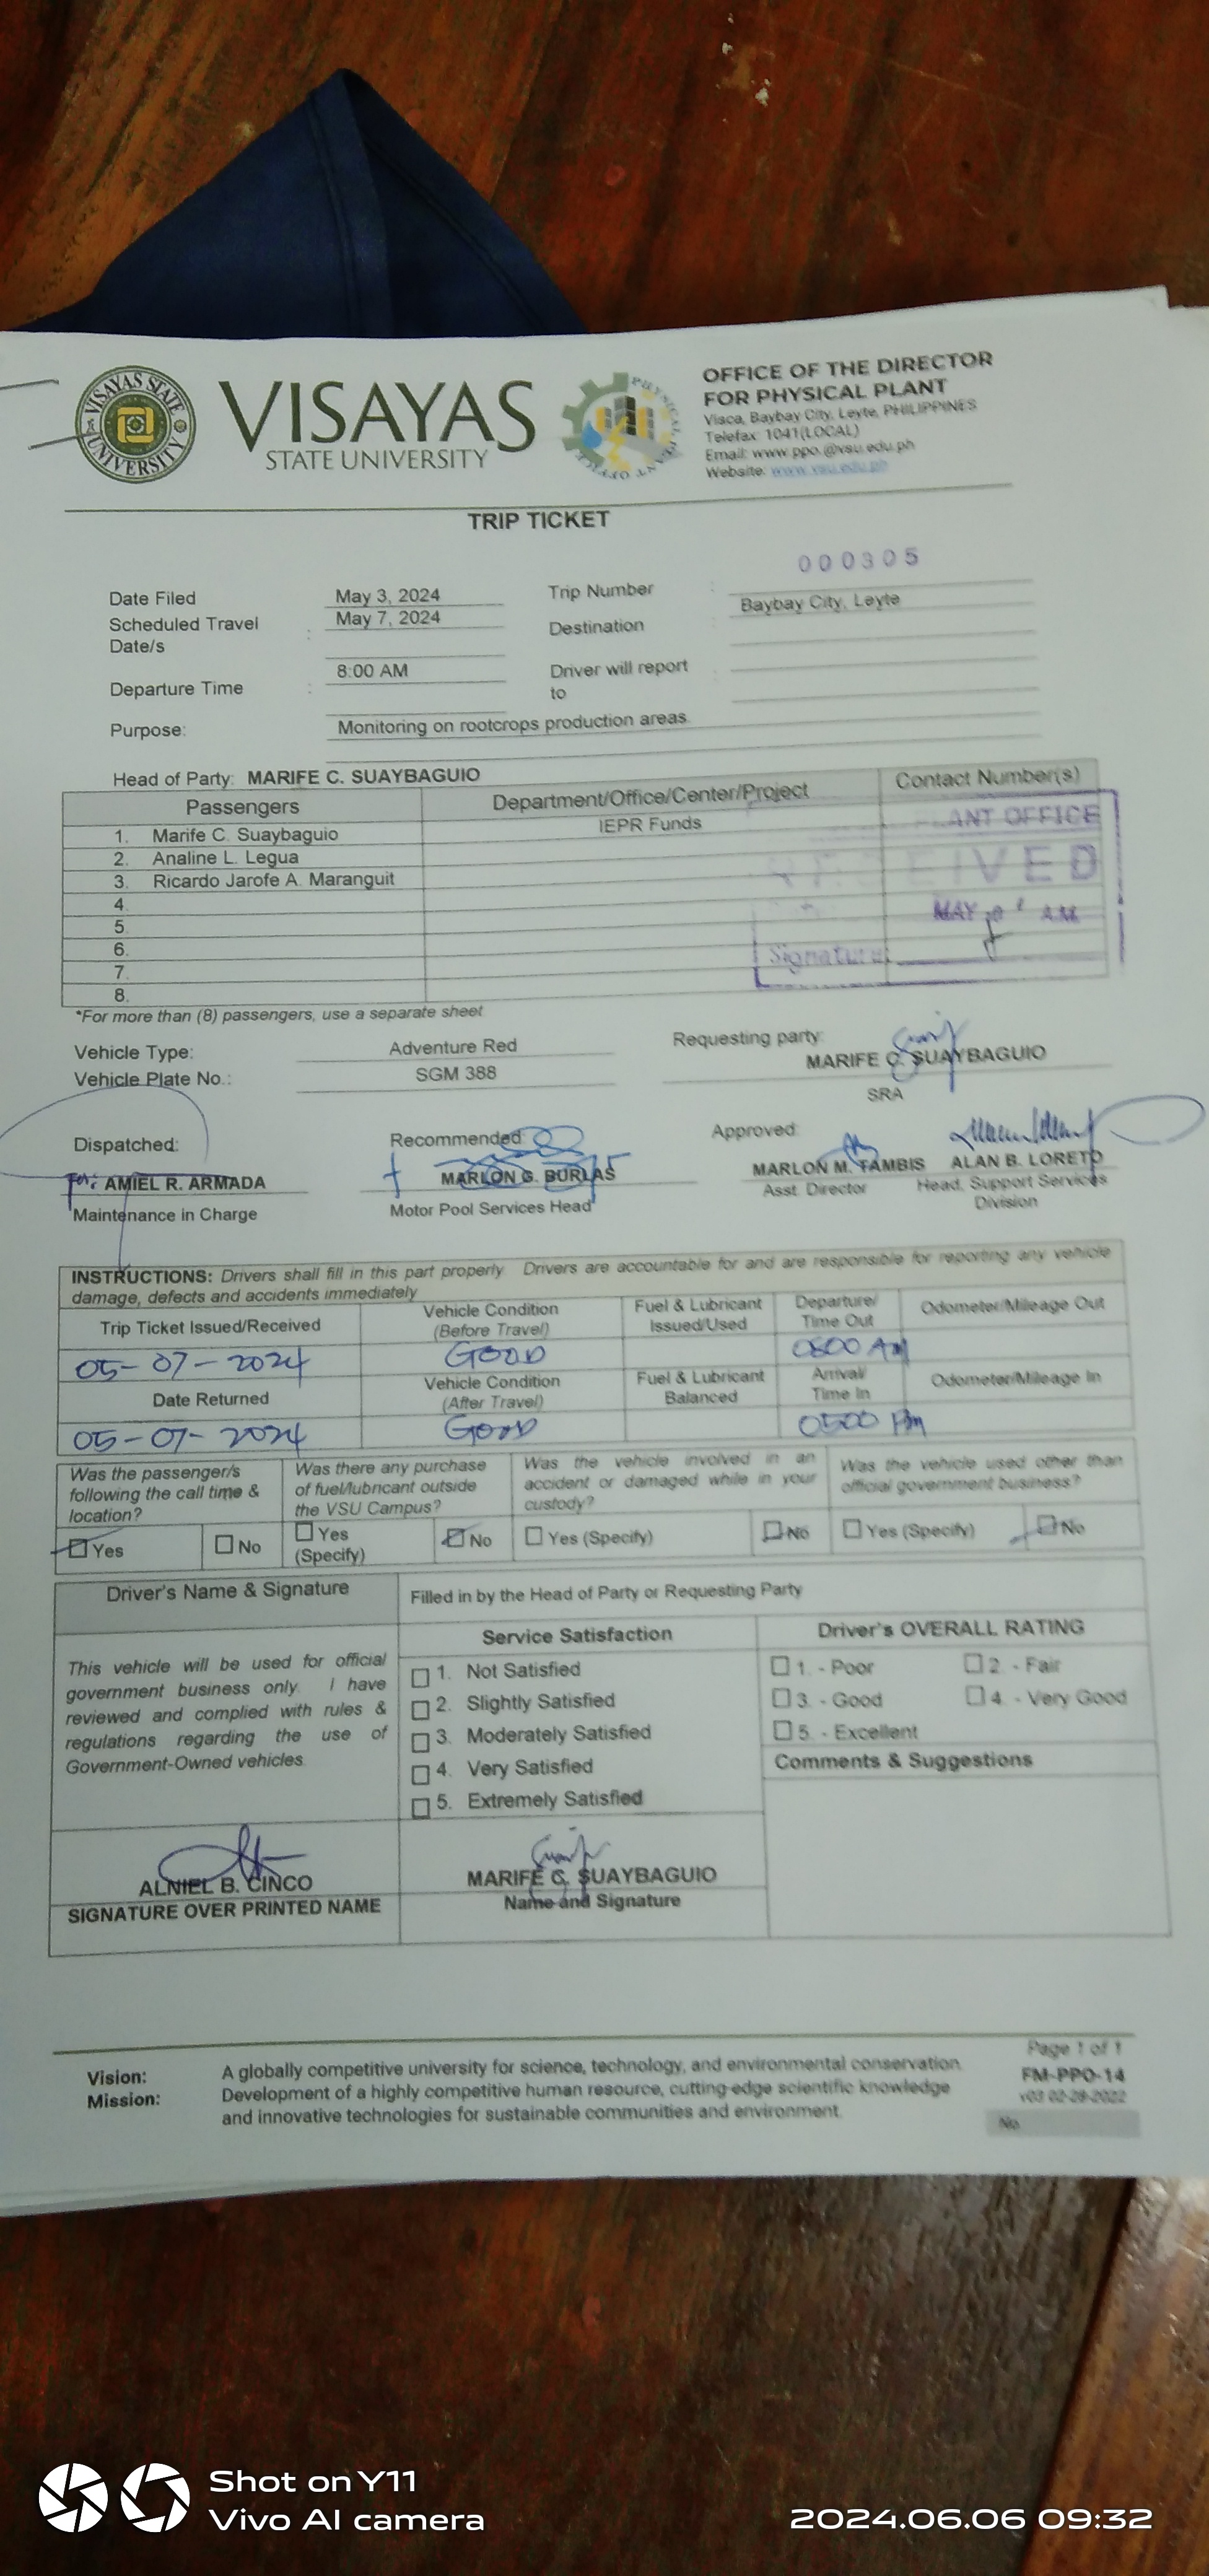 VISAYAS STATE UNIVERSITY
VISAYAS
STATE UNIVERSITY
OFFICE OF THE DIRECTOR
FOR PHYSICAL PLANT
Visca, Baybay City, Leyte, PHILIPPINES
Telefax: 1041(LOCAL)
Email: www.ppo.@vsu.edu.ph
Website: www.vsu.edu.ph
TRIP TICKET
000305
Date Filed May 3, 2024 Trip Number :
Scheduled Travel Date/s : May 7, 2024 Destination Baybay City, Leyte
Departure Time : 8:00 AM Driver will report to :
Purpose: Monitoring on rootcrops production areas.
Head of Party: MARIFE C. SUAYBAGUIO
Passengers Department/Office/Center/Project Contact Number(s)
1. Marife C. Suaybaguio IEPR Funds
2. Analine L. Legua
3. Ricardo Jarofe A. Maranguit
4.
5.
6.
7.
8.
LANT OFFICE
EIVED
MAY A.M.
Signature:
*For more than (8) passengers, use a separate sheet
Vehicle Type: Adventure Red Requesting party:
MARIFE C. SUAYBAGUIO
Vehicle Plate No.: SGM 388
SRA
Dispatched: Recommended: Approved:
For: AMIEL R. ARMADA MARLON G. BURLAS MARLON M. TAMBIS ALAN B. LORETO
Maintenance in Charge Motor Pool Services Head Asst. Director Head, Support Services Division
INSTRUCTIONS: Drivers shall fill in this part properly. Drivers are accountable for and are responsible for reporting any vehicle
damage, defects and accidents immediately
Trip Ticket Issued/Received Vehicle Condition (Before Travel) Fuel & Lubricant Issued/Used Departure/ Time Out Odometer/Mileage Out
05-07-2024 GOOD 0800 AM
Date Returned Vehicle Condition (After Travel) Fuel & Lubricant Balanced Arrival/ Time In Odometer/Mileage In
05-07-2024 GOOD 0500 PM
Was the passenger/s following the call time & location?
Was there any purchase of fuel/lubricant outside the VSU Campus?
Was the vehicle involved in an accident or damaged while in your custody?
Was the vehicle used other than official government business?
Yes No Yes (Specify) No Yes (Specify) No Yes (Specify) No
Driver's Name & Signature Filled in by the Head of Party or Requesting Party
Service Satisfaction Driver's OVERALL RATING
This vehicle will be used for official
government business only. I have
reviewed and complied with rules &
regulations regarding the use of
Government-Owned vehicles.
1. Not Satisfied
2. Slightly Satisfied
3. Moderately Satisfied
4. Very Satisfied
5. Extremely Satisfied
1. - Poor 2. - Fair
3. - Good 4. - Very Good
5. - Excellent
Comments & Suggestions
ALNIEL B. CINCO MARIFE C. SUAYBAGUIO
SIGNATURE OVER PRINTED NAME Name and Signature
Vision: A globally competitive university for science, technology, and environmental conservation.
Mission: Development of a highly competitive human resource, cutting-edge scientific knowledge
and innovative technologies for sustainable communities and environment.
Page 1 of 1
FM-PPO-14
v03 02-28-2022
No.
Shot on Y11
Vivo AI camera
2024.06.06 09:32